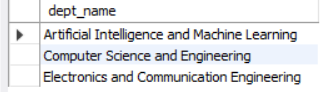 dept_name
Artificial Intelligence and Machine Learning
Computer Science and Engineering
Electronics and Communication Engineering